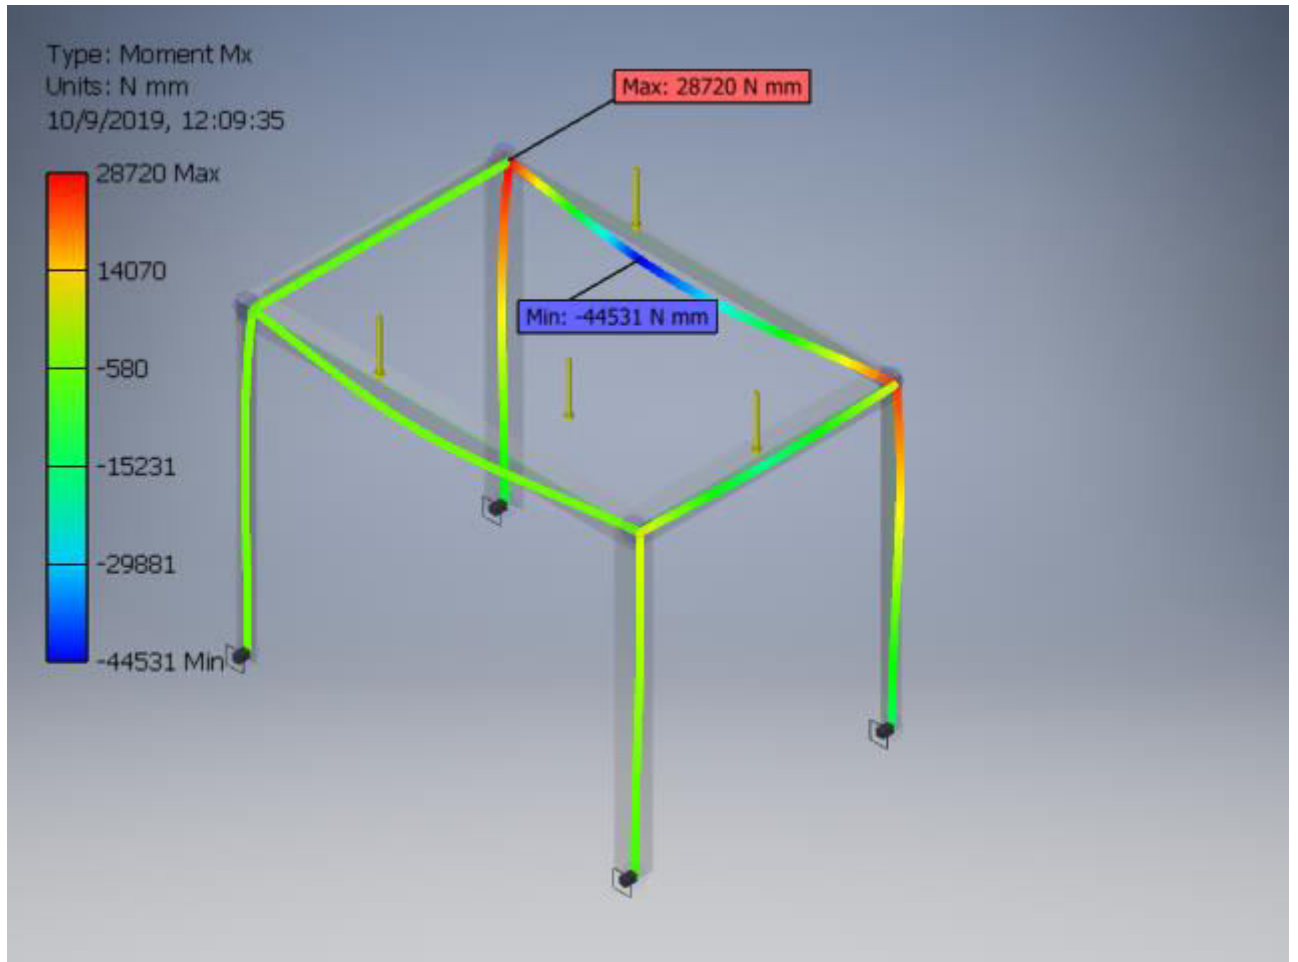 Type: Moment Mx
Units: N mm
10/9/2019, 12:09:35
28720 Max
14070
-580
-15231
-29881
-44531 Min
Max: 28720 N mm
Min: -44531 N mm